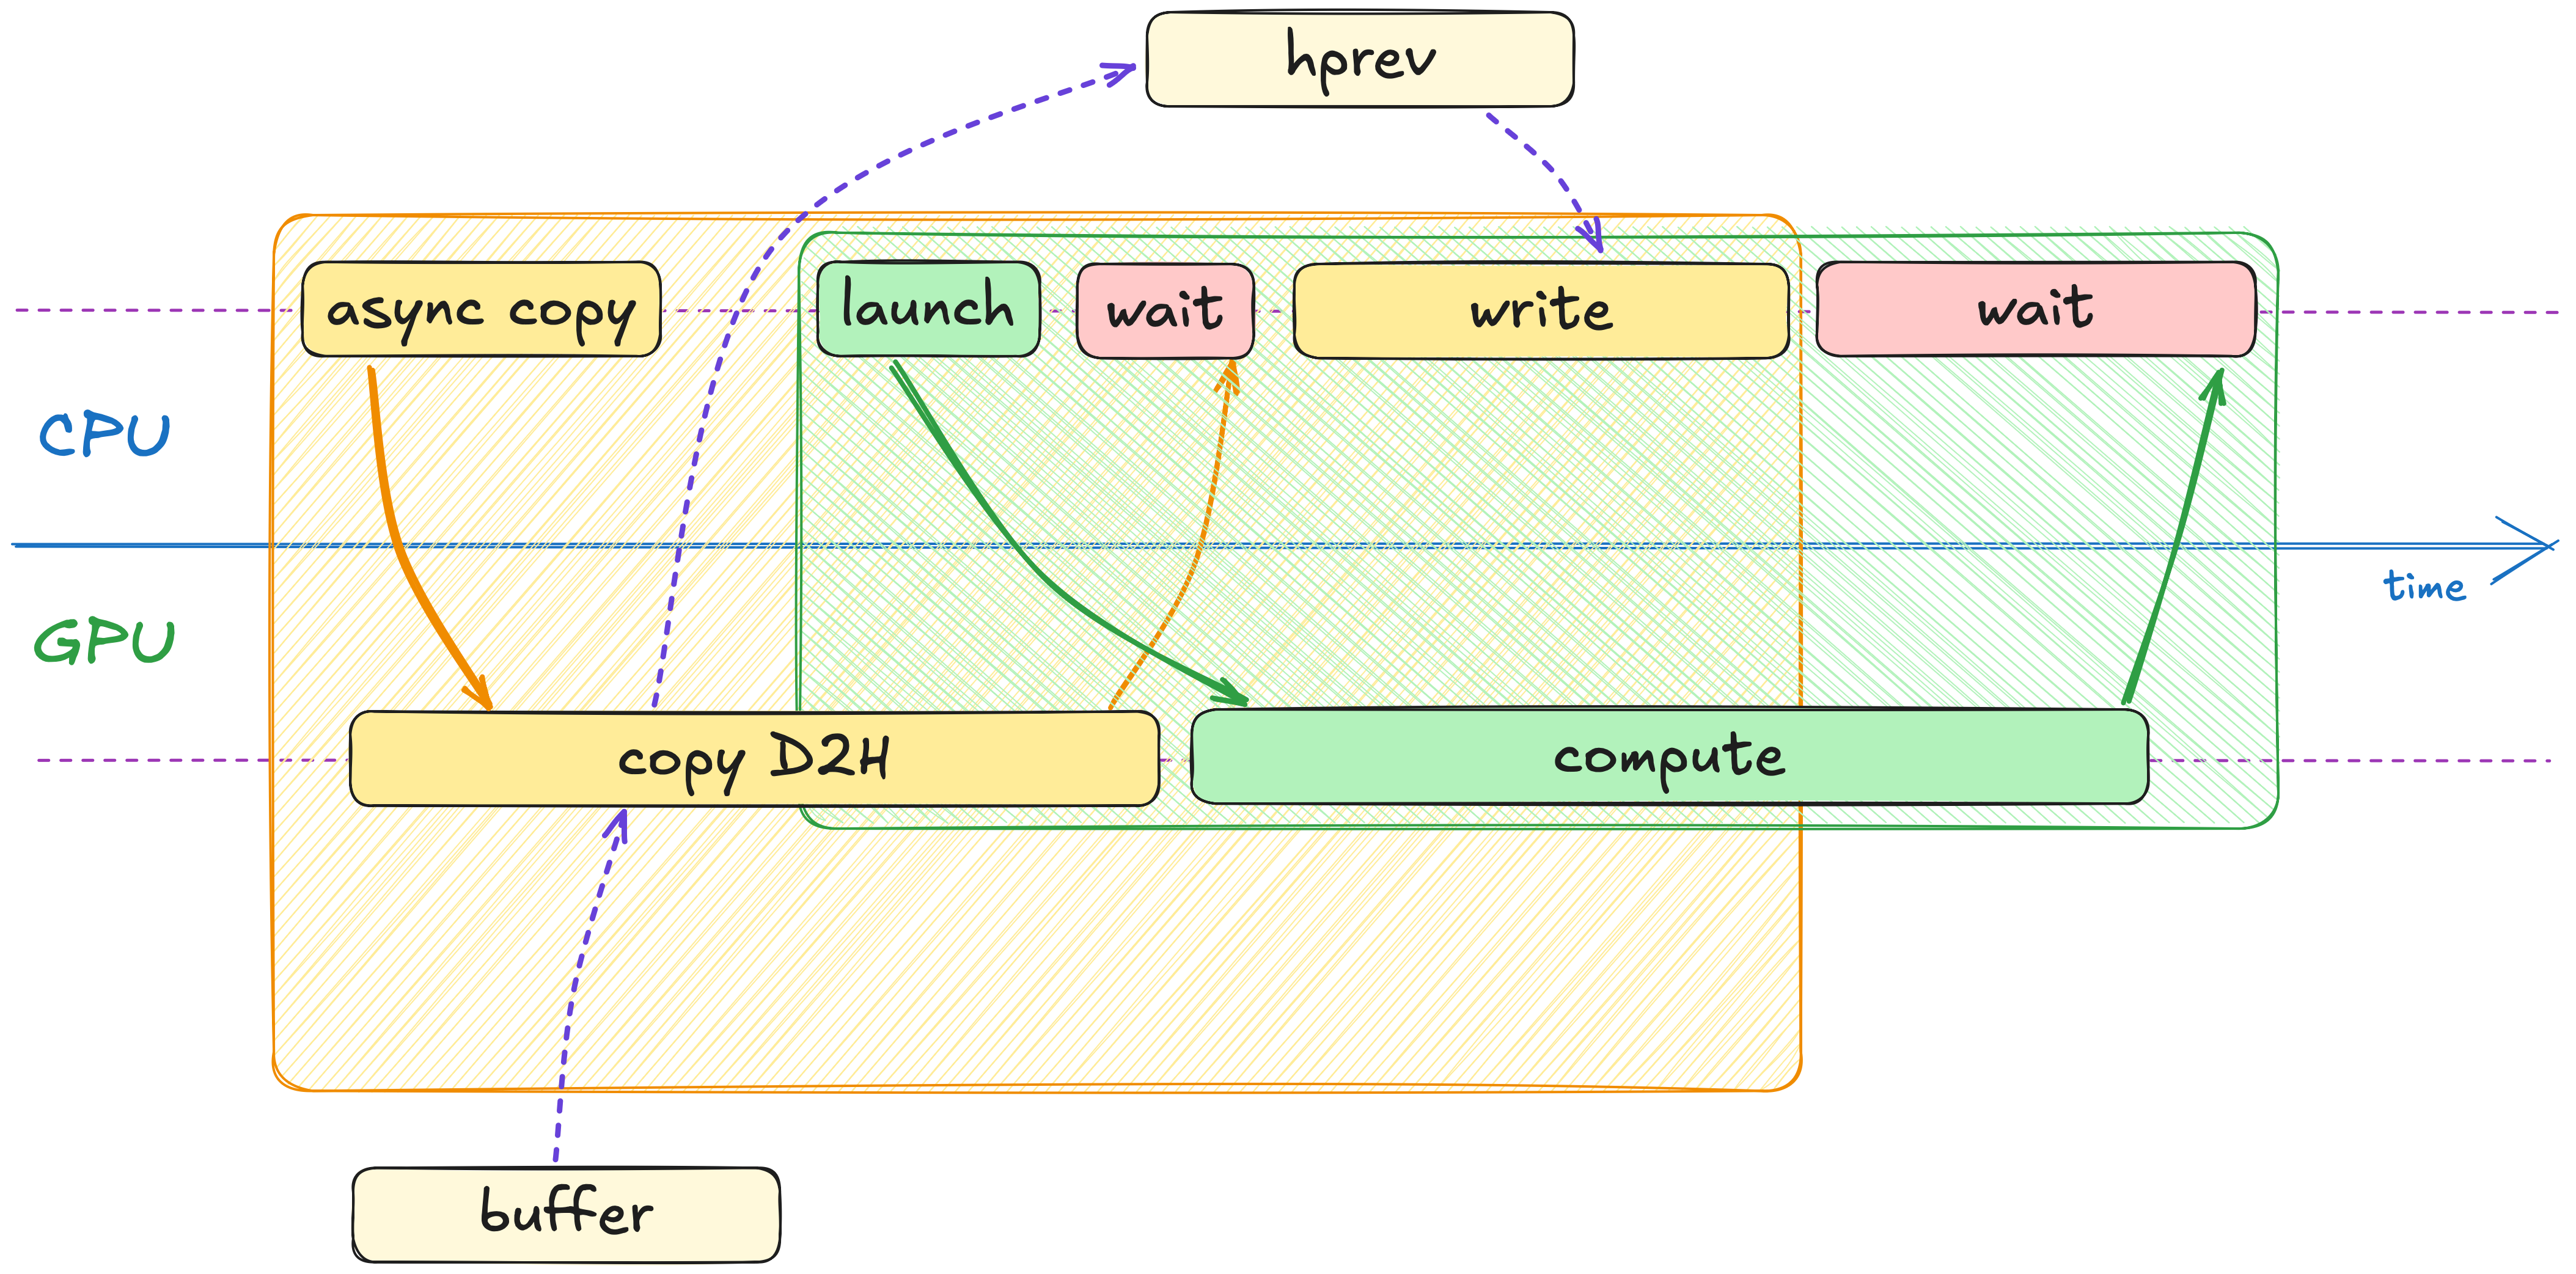 hprev
async copy
launch
wait
write
wait
CPU
time
GPU
copy D2H
compute
buffer